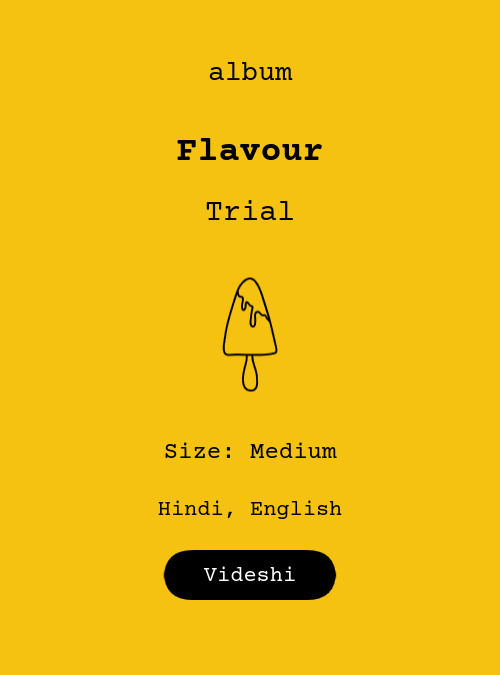 album
Flavour
Trial
Size: Medium
Hindi, English
Videshi